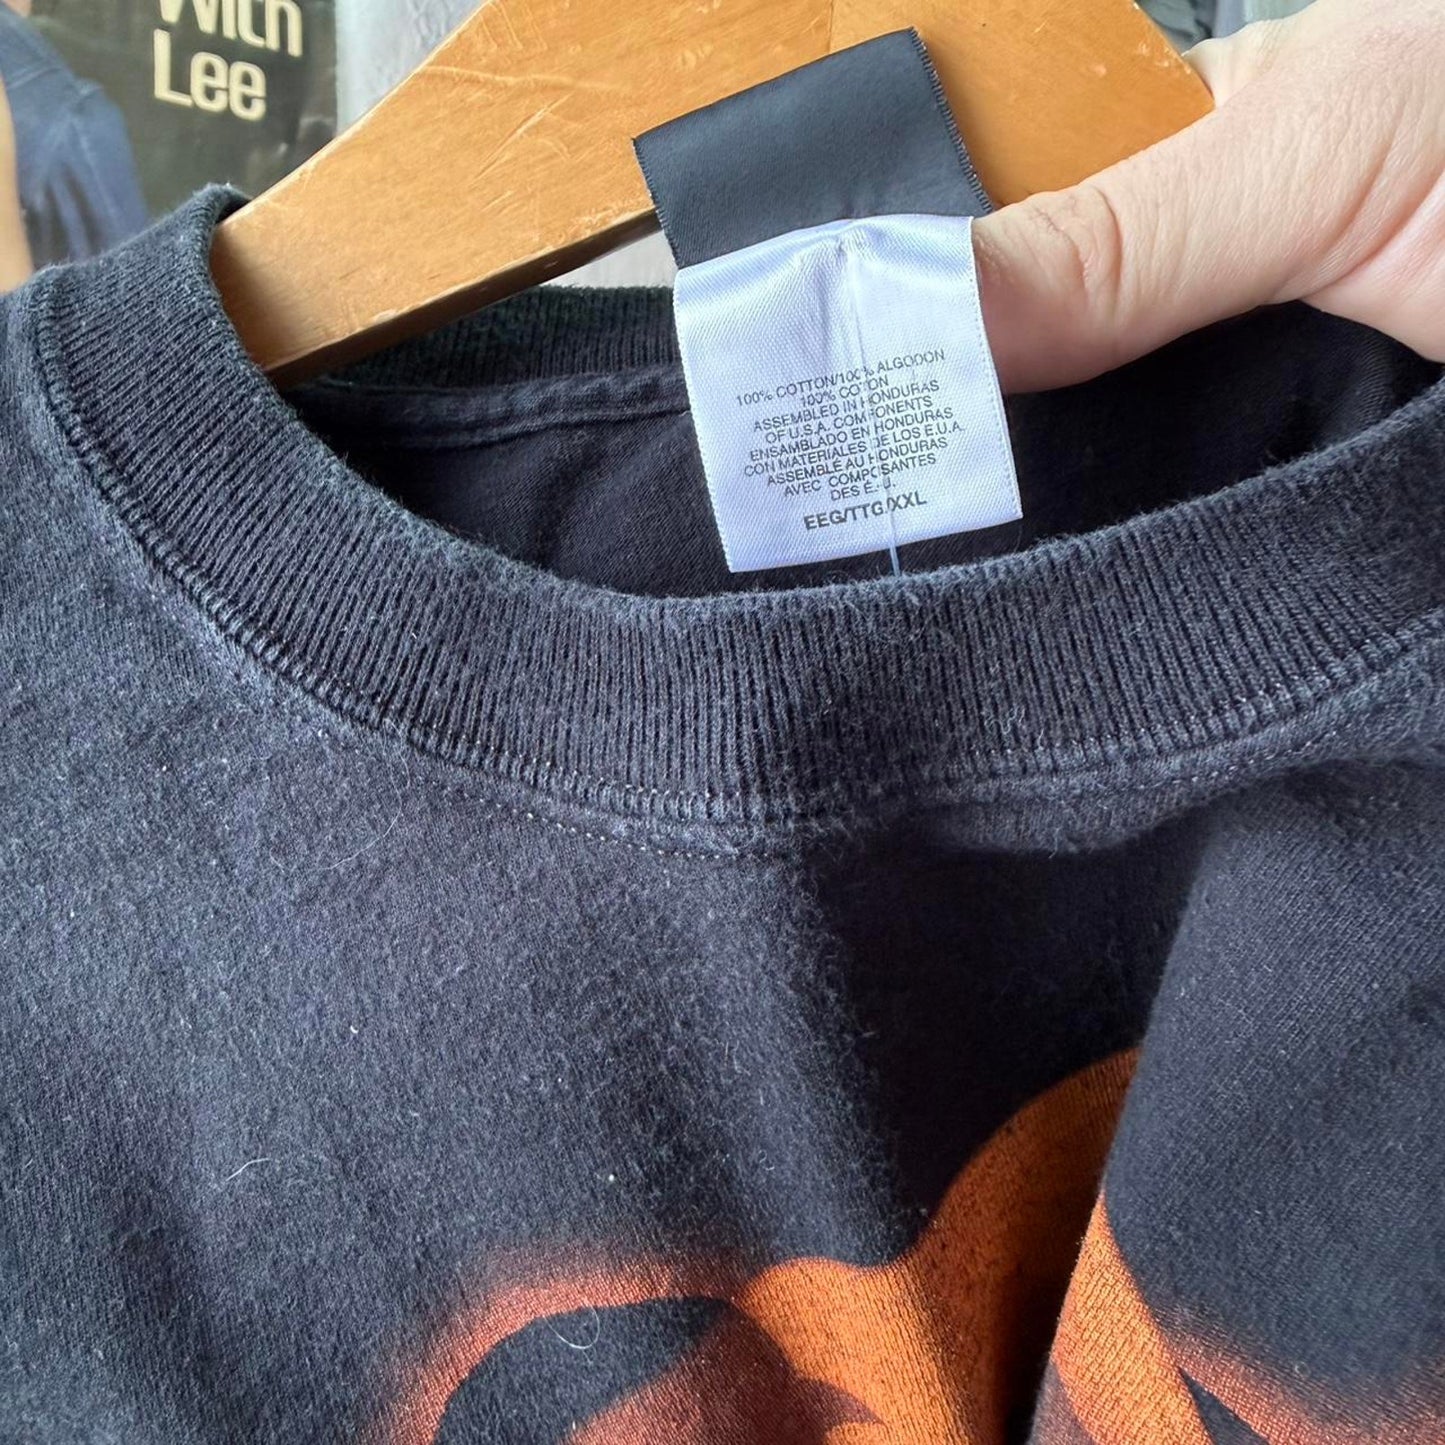 With
Lee
100% COTTON/100% ALGODON
100% COTON
ASSEMBLED IN HONDURAS
OF U.S.A. COMPONENTS
ENSAMBLADO EN HONDURAS
CON MATERIALES DE LOS E.U.A.
ASSEMBLÉ AU HONDURAS
AVEC COMPOSANTES
DES É.-U.
EEG/TTG/XXL